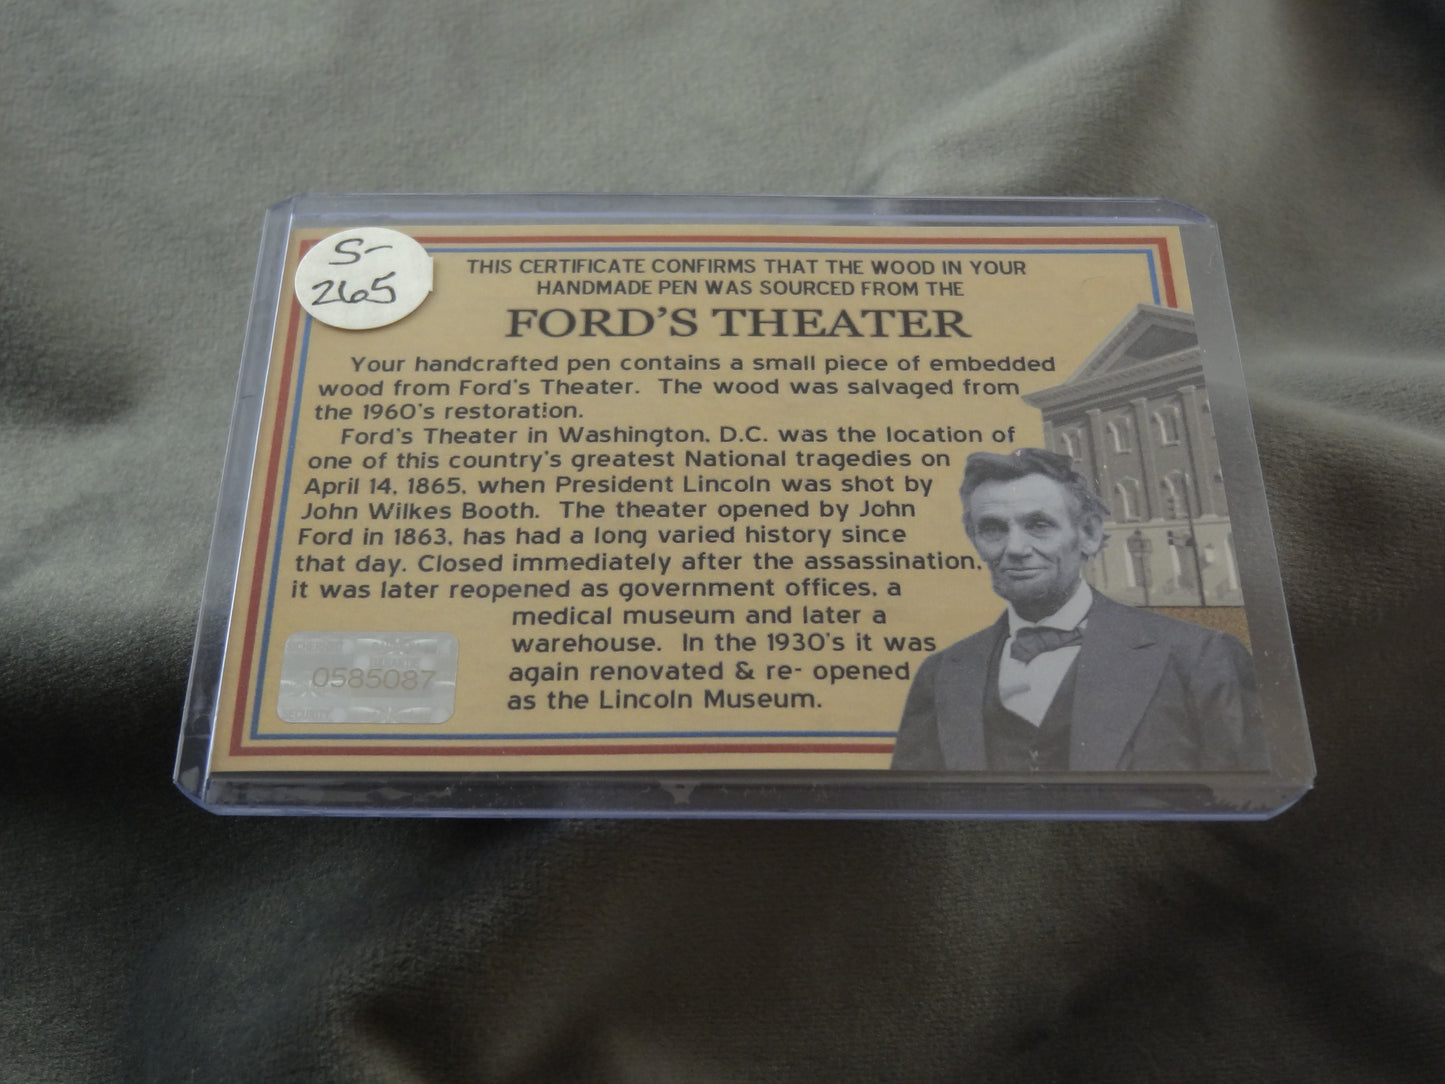 S-
265
THIS CERTIFICATE CONFIRMS THAT THE WOOD IN YOUR
HANDMADE PEN WAS SOURCED FROM THE
FORD'S THEATER
Your handcrafted pen contains a small piece of embedded
wood from Ford's Theater. The wood was salvaged from
the 1960's restoration.
Ford's Theater in Washington, D.C. was the location of
one of this country's greatest National tragedies on
April 14, 1865, when President Lincoln was shot by
John Wilkes Booth. The theater opened by John
Ford in 1863, has had a long varied history since
that day. Closed immediately after the assassination,
it was later reopened as government offices, a
medical museum and later a
warehouse. In the 1930's it was
again renovated & re- opened
as the Lincoln Museum.
0585087
SECURITY